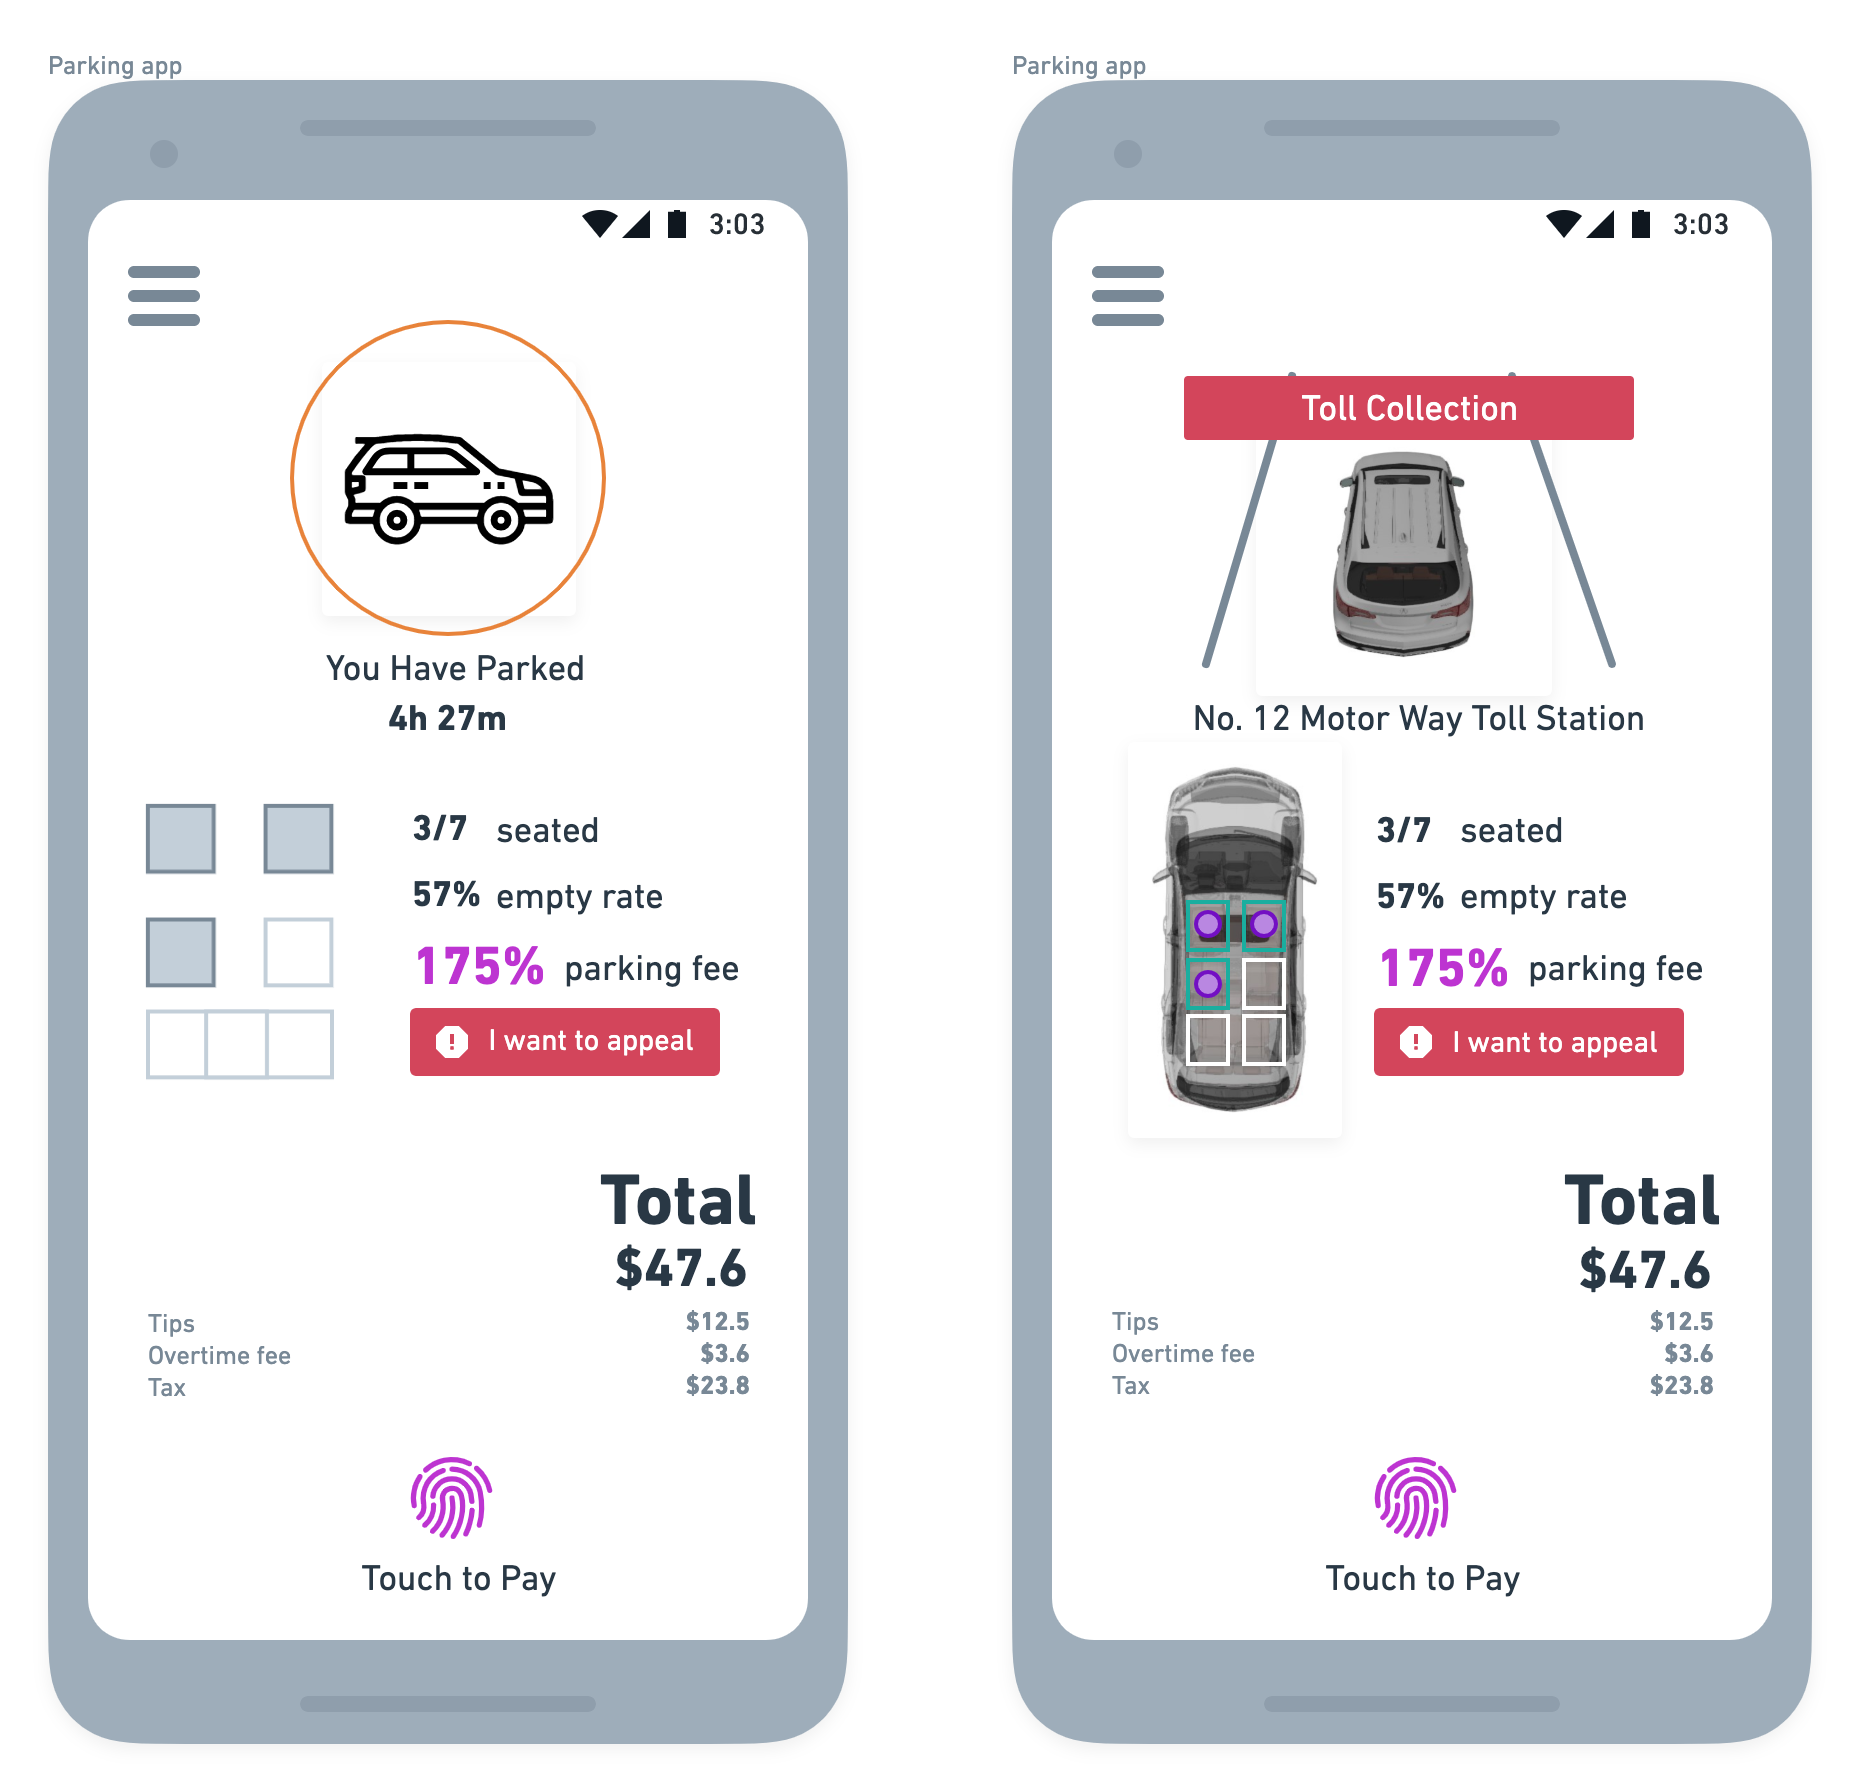 Parking app
3:03
You Have Parked
4h 27m
3/7 seated
57% empty rate
175% parking fee
I want to appeal
Total
$47.6
Tips $12.5
Overtime fee $3.6
Tax $23.8
Touch to Pay
Parking app
3:03
Toll Collection
No. 12 Motor Way Toll Station
3/7 seated
57% empty rate
175% parking fee
I want to appeal
Total
$47.6
Tips $12.5
Overtime fee $3.6
Tax $23.8
Touch to Pay